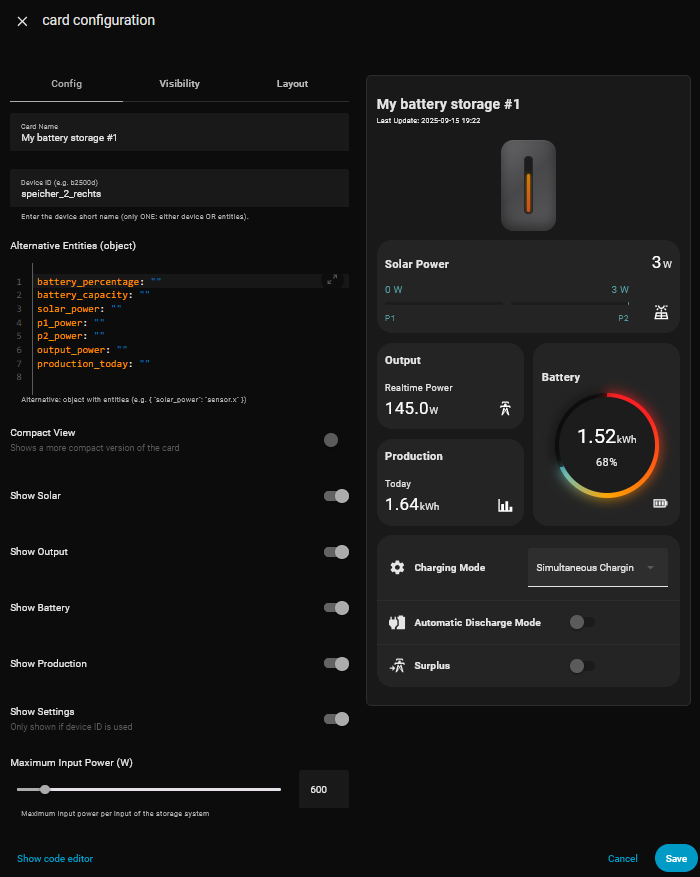 card configuration
Config
Visibility
Layout
Card Name
My battery storage #1
Device ID (e.g. b2500d)
speicher_2_rechts
Enter the device short name (only ONE: either device OR entities).
Alternative Entities (object)
1 battery_percentage: ""
2 battery_capacity: ""
3 solar_power: ""
4 p1_power: ""
5 p2_power: ""
6 output_power: ""
7 production_today: ""
8
Alternative: object with entities (e.g. { "solar_power": "sensor.x" })
Compact View
Shows a more compact version of the card
Show Solar
Show Output
Show Battery
Show Production
Show Settings
Only shown if device ID is used
Maximum Input Power (W)
600
Maximum input power per input of the storage system
Show code editor
Cancel
Save
My battery storage #1
Last Update: 2025-09-15 19:22
Solar Power
3 W
0 W
3 W
P1
P2
Output
Realtime Power
145.0 W
Production
Today
1.64 kWh
Battery
1.52 kWh
68%
Charging Mode
Simultaneous Chargin
Automatic Discharge Mode
Surplus